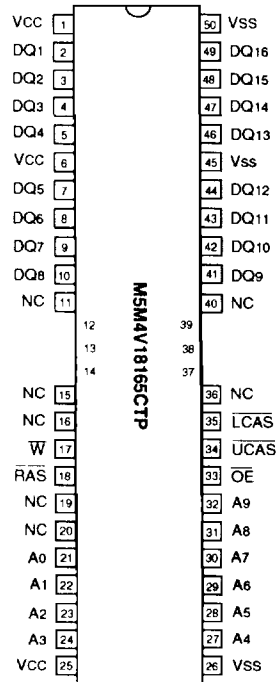 VCC 1 50 VSS
DQ1 2 49 DQ16
DQ2 3 48 DQ15
DQ3 4 47 DQ14
DQ4 5 46 DQ13
VCC 6 45 Vss
DQ5 7 44 DQ12
DQ6 8 43 DQ11
DQ7 9 42 DQ10
DQ8 10 41 DQ9
NC 11 40 NC
12 39
13 38
14 37
M5M4V18165CTP
NC 15 36 NC
NC 16 35 LCAS
W 17 34 UCAS
RAS 18 33 OE
NC 19 32 A9
NC 20 31 A8
A0 21 30 A7
A1 22 29 A6
A2 23 28 A5
A3 24 27 A4
VCC 25 26 VSS